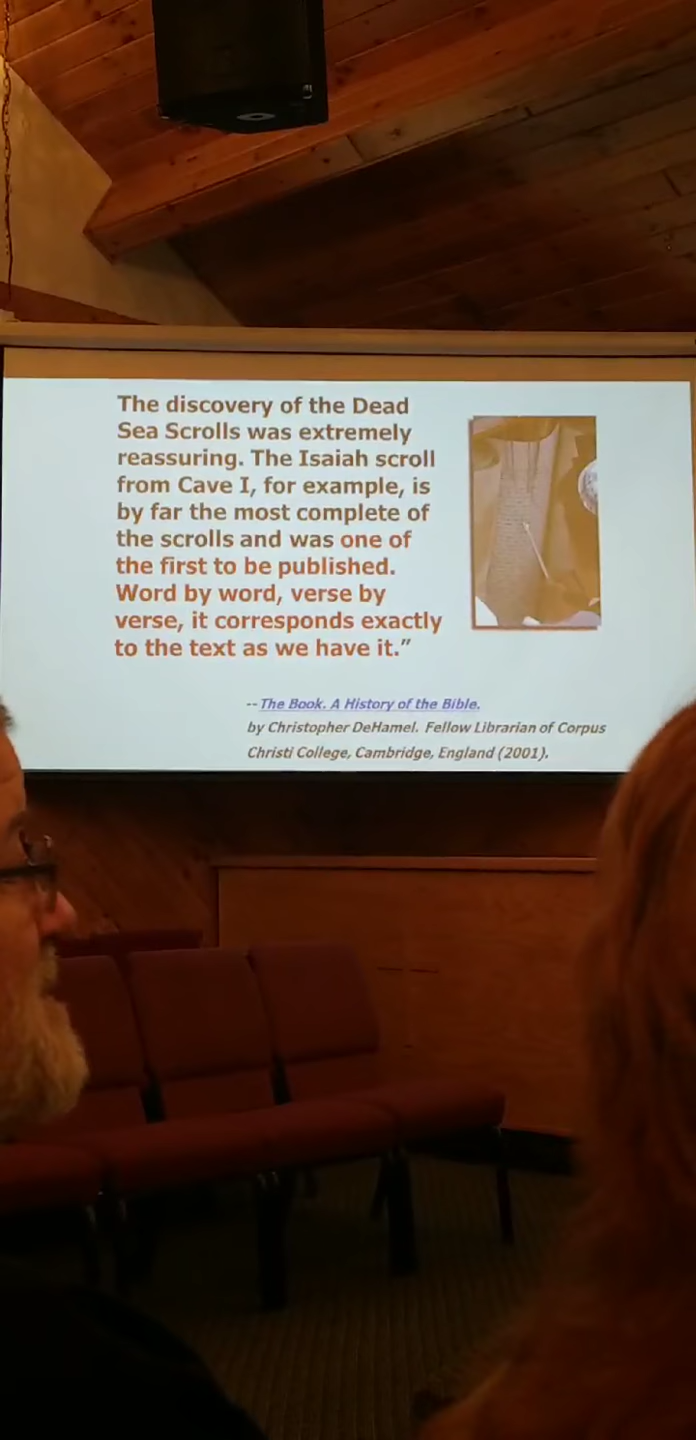 The discovery of the Dead
Sea Scrolls was extremely
reassuring. The Isaiah scroll
from Cave I, for example, is
by far the most complete of
the scrolls and was one of
the first to be published.
Word by word, verse by
verse, it corresponds exactly
to the text as we have it.”
-- The Book. A History of the Bible.
by Christopher DeHamel. Fellow Librarian of Corpus
Christi College, Cambridge, England (2001).